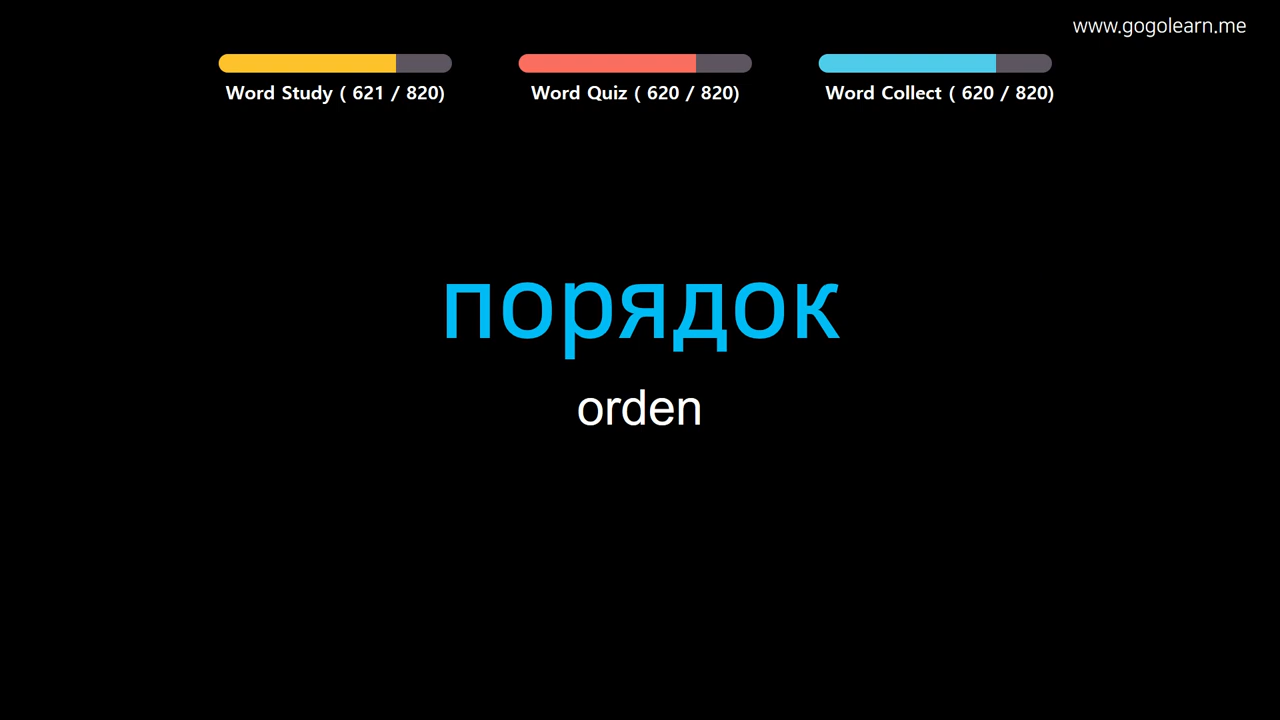 www.gogolearn.me
Word Study ( 621 / 820)
Word Quiz ( 620 / 820)
Word Collect ( 620 / 820)
порядок
orden